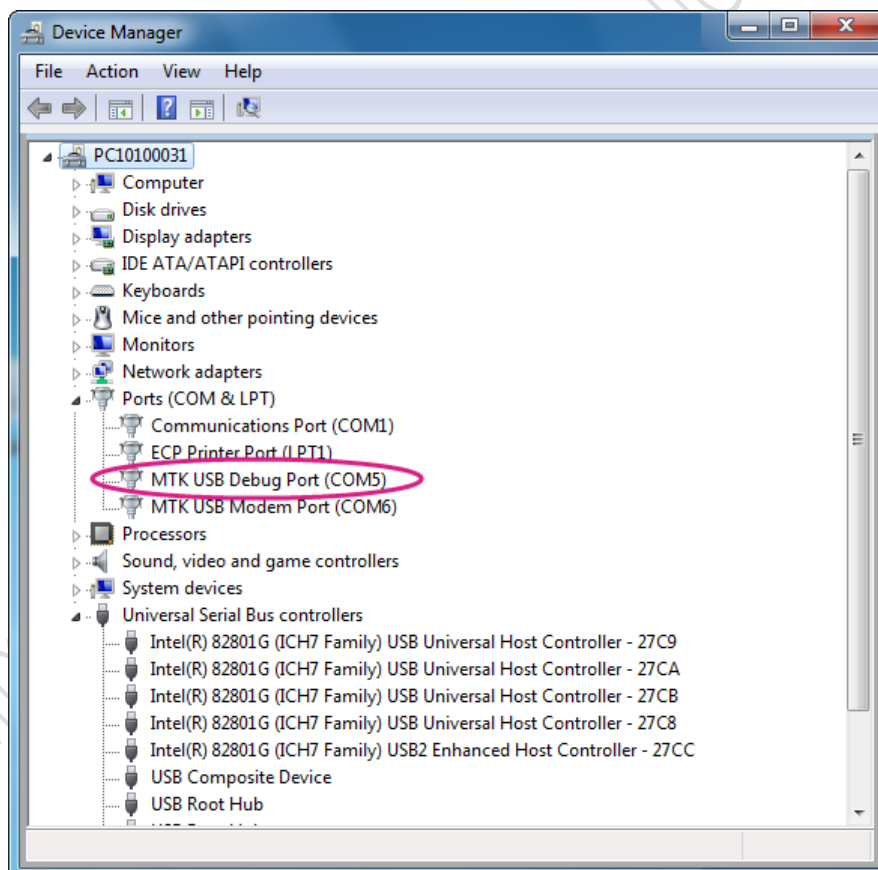 Device Manager
File Action View Help
PC10100031
Computer
Disk drives
Display adapters
IDE ATA/ATAPI controllers
Keyboards
Mice and other pointing devices
Monitors
Network adapters
Ports (COM & LPT)
Communications Port (COM1)
ECP Printer Port (LPT1)
MTK USB Debug Port (COM5)
MTK USB Modem Port (COM6)
Processors
Sound, video and game controllers
System devices
Universal Serial Bus controllers
Intel(R) 82801G (ICH7 Family) USB Universal Host Controller - 27C9
Intel(R) 82801G (ICH7 Family) USB Universal Host Controller - 27CA
Intel(R) 82801G (ICH7 Family) USB Universal Host Controller - 27CB
Intel(R) 82801G (ICH7 Family) USB Universal Host Controller - 27C8
Intel(R) 82801G (ICH7 Family) USB2 Enhanced Host Controller - 27CC
USB Composite Device
USB Root Hub